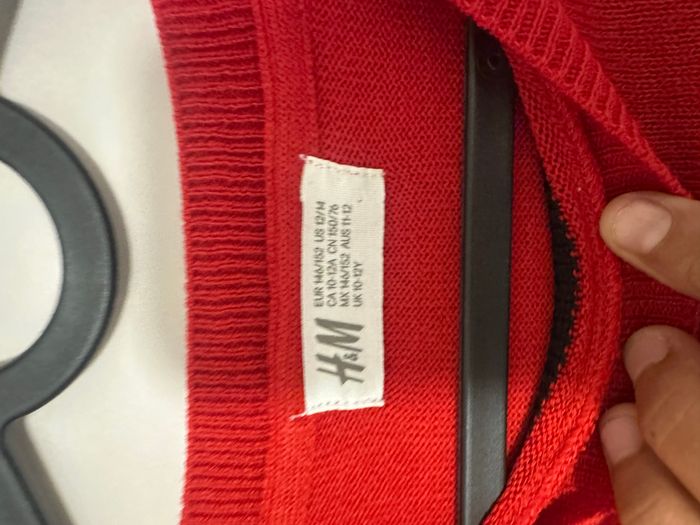 H&M
EUR 146/152 US 12/14
CA 10-12A CN 150/76
MX 146/152 AUS 11-12
UK 10-12Y